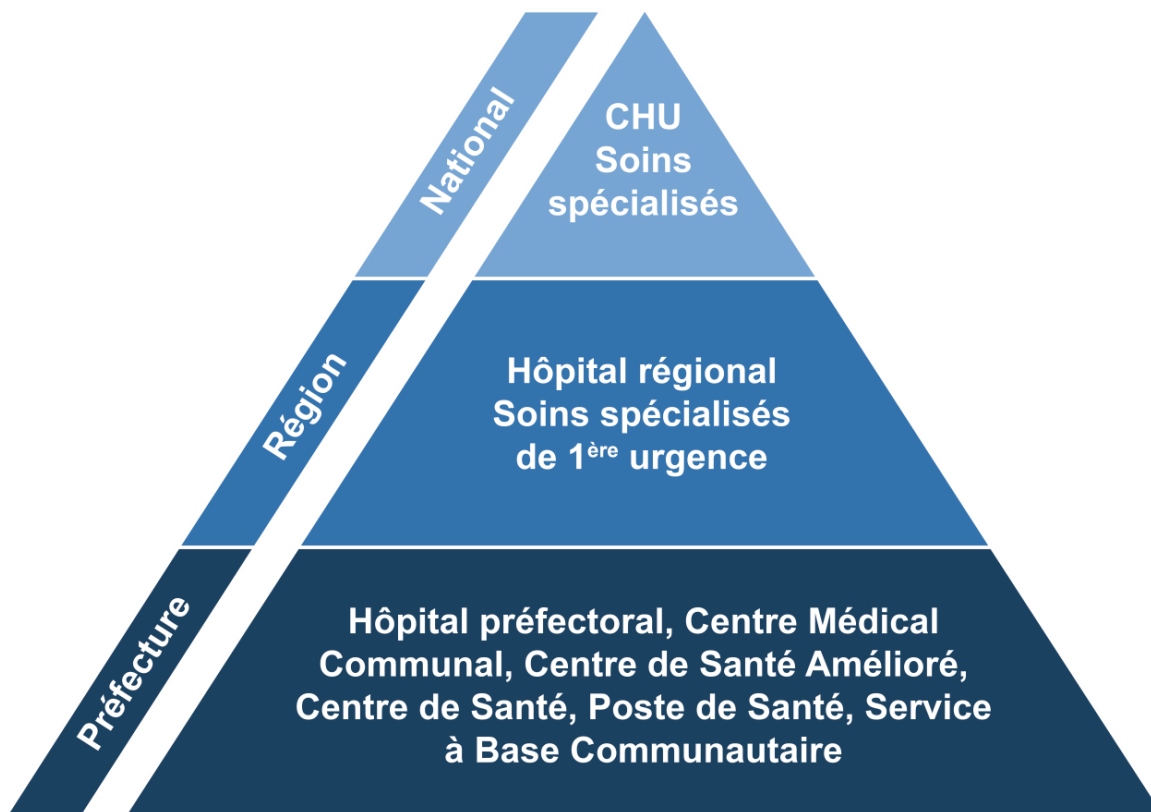 National
CHU
Soins
spécialisés
Région
Hôpital régional
Soins spécialisés
de 1ère urgence
Préfecture
Hôpital préfectoral, Centre Médical
Communal, Centre de Santé Amélioré,
Centre de Santé, Poste de Santé, Service
à Base Communautaire